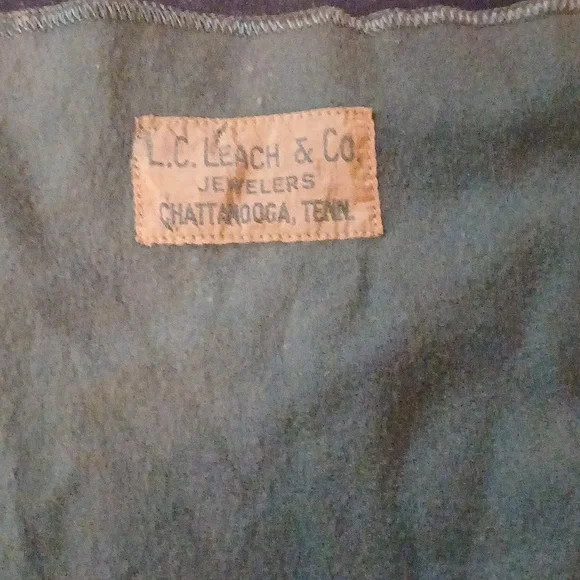 L.C. LEACH & CO.
JEWELERS
CHATTANOOGA, TENN.